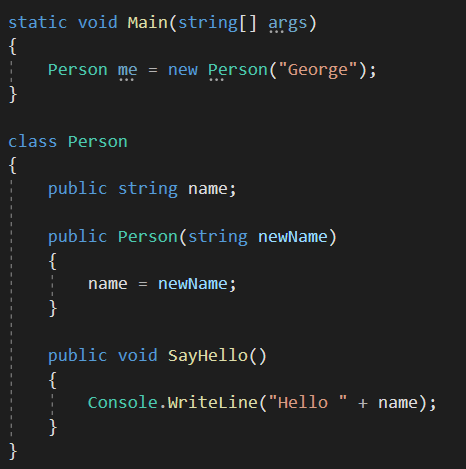 static void Main(string[] args)
{
    Person me = new Person("George");
}

class Person
{
    public string name;

    public Person(string newName)
    {
        name = newName;
    }

    public void SayHello()
    {
        Console.WriteLine("Hello " + name);
    }
}